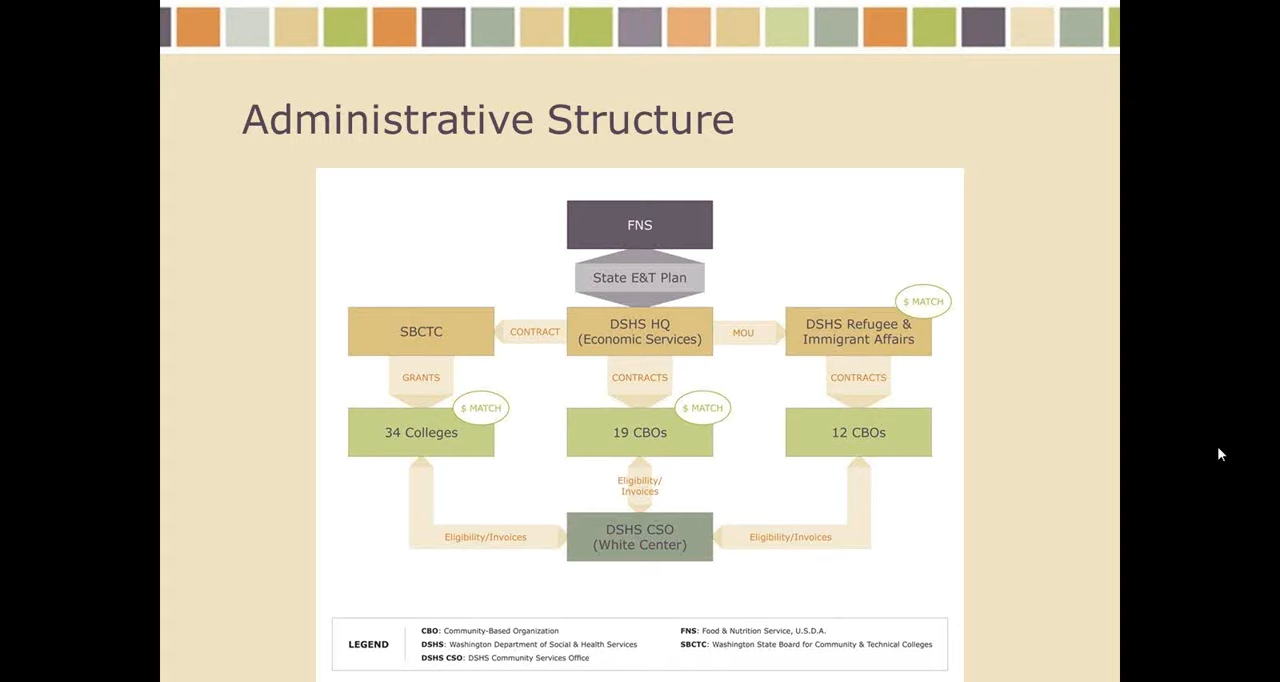 Administrative Structure
FNS
State E&T Plan
$ MATCH
SBCTC
CONTRACT
DSHS HQ
(Economic Services)
MOU
DSHS Refugee &
Immigrant Affairs
GRANTS
CONTRACTS
CONTRACTS
$ MATCH
$ MATCH
34 Colleges
19 CBOs
12 CBOs
Eligibility/
Invoices
Eligibility/Invoices
DSHS CSO
(White Center)
Eligibility/Invoices
LEGEND
CBO: Community-Based Organization
DSHS: Washington Department of Social & Health Services
DSHS CSO: DSHS Community Services Office
FNS: Food & Nutrition Service, U.S.D.A.
SBCTC: Washington State Board for Community & Technical Colleges